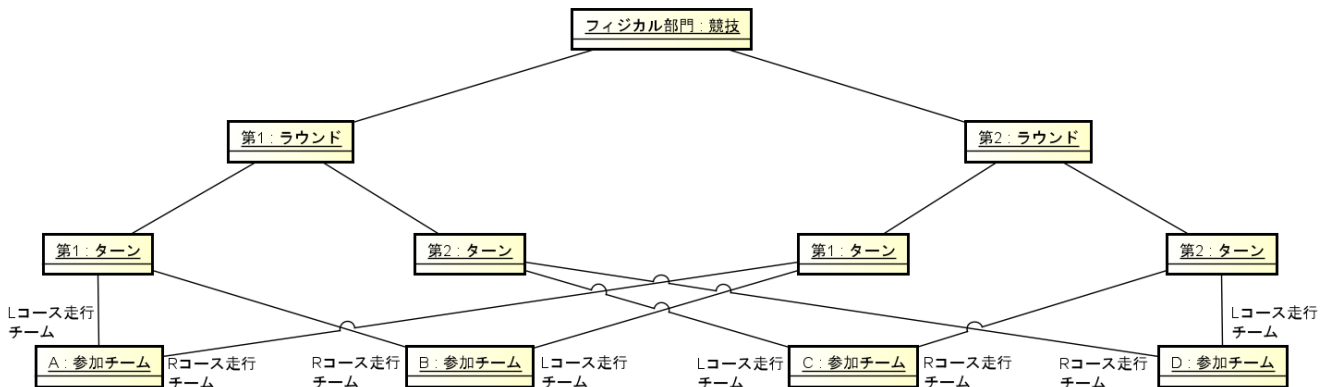 フィジカル部門 : 競技
第1 : ラウンド
第2 : ラウンド
第1 : ターン
第2 : ターン
第1 : ターン
第2 : ターン
Lコース走行
チーム
Lコース走行
チーム
A : 参加チーム
Rコース走行
チーム
Rコース走行
チーム
B : 参加チーム
Lコース走行
チーム
Lコース走行
チーム
C : 参加チーム
Rコース走行
チーム
Rコース走行
チーム
D : 参加チーム